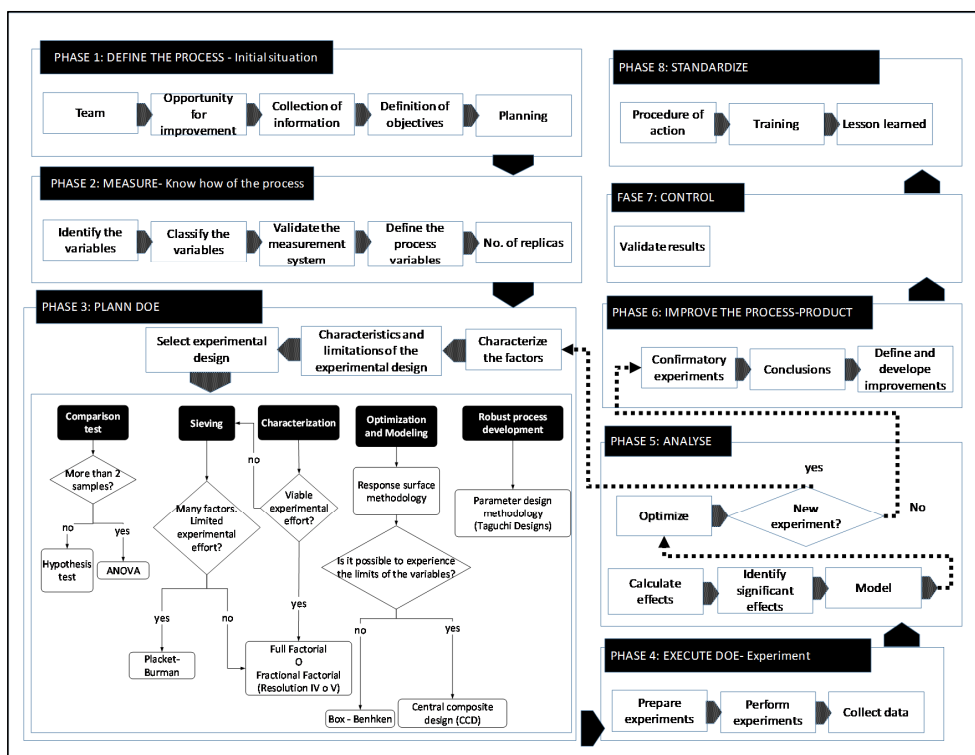 PHASE 1: DEFINE THE PROCESS - Initial situation
Team
Opportunity
for
improvement
Collection of
information
Definition of
objectives
Planning
PHASE 2: MEASURE- Know how of the process
Identify the
variables
Classify the
variables
Validate the
measurement
system
Define the
process
variables
No. of replicas
PHASE 3: PLANN DOE
Select experimental
design
Characteristics and
limitations of the
experimental design
Characterize
the factors
Comparison
test
More than 2
samples?
no
yes
Hypothesis
test
ANOVA
Sieving
no
Many factors.
Limited
experimental
effort?
yes
no
Placket-
Burman
Characterization
Viable
experimental
effort?
yes
Full Factorial
O
Fractional Factorial
(Resolution IV o V)
Optimization
and Modeling
Response surface
methodology
Is it possible to experience
the limits of the variables?
no
yes
Box - Benhken
Central composite
design (CCD)
Robust process
development
Parameter design
methodology
(Taguchi Designs)
PHASE 4: EXECUTE DOE- Experiment
Prepare
experiments
Perform
experiments
Collect data
PHASE 5: ANALYSE
yes
Optimize
New
experiment?
No
Calculate
effects
Identify
significant
effects
Model
PHASE 6: IMPROVE THE PROCESS-PRODUCT
Confirmatory
experiments
Conclusions
Define and
develope
improvements
FASE 7: CONTROL
Validate results
PHASE 8: STANDARDIZE
Procedure of
action
Training
Lesson learned